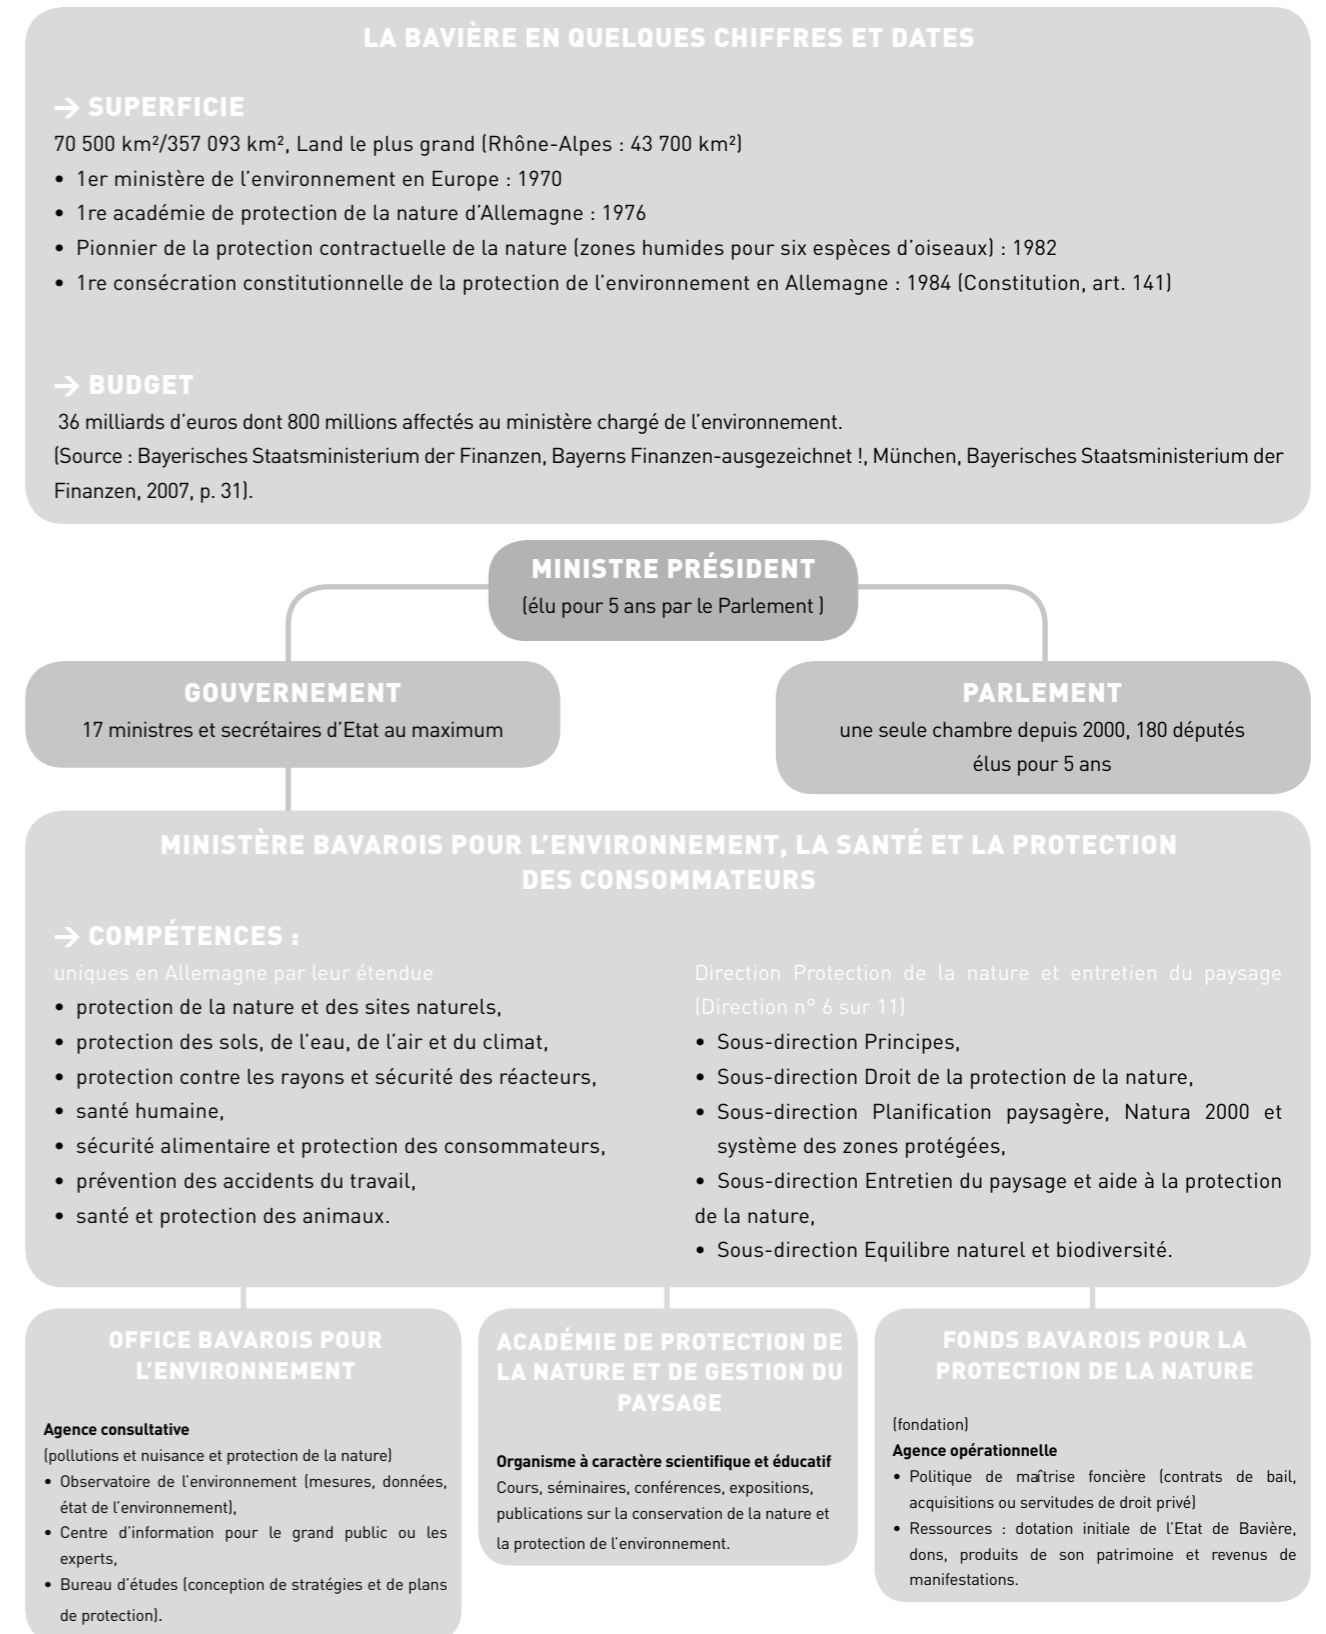 LA BAVIÈRE EN QUELQUES CHIFFRES ET DATES
→ SUPERFICIE
70 500 km²/357 093 km², Land le plus grand (Rhône-Alpes : 43 700 km²)
• 1er ministère de l'environnement en Europe : 1970
• 1re académie de protection de la nature d'Allemagne : 1976
• Pionnier de la protection contractuelle de la nature (zones humides pour six espèces d'oiseaux) : 1982
• 1re consécration constitutionnelle de la protection de l'environnement en Allemagne : 1984 (Constitution, art. 141)
→ BUDGET
36 milliards d'euros dont 800 millions affectés au ministère chargé de l'environnement.
(Source : Bayerisches Staatsministerium der Finanzen, Bayerns Finanzen-ausgezeichnet !, München, Bayerisches Staatsministerium der
Finanzen, 2007, p. 31).
MINISTRE PRÉSIDENT
(élu pour 5 ans par le Parlement )
GOUVERNEMENT
17 ministres et secrétaires d'Etat au maximum
PARLEMENT
une seule chambre depuis 2000, 180 députés
élus pour 5 ans
MINISTÈRE BAVAROIS POUR L'ENVIRONNEMENT, LA SANTÉ ET LA PROTECTION
DES CONSOMMATEURS
→ COMPÉTENCES :
uniques en Allemagne par leur étendue
• protection de la nature et des sites naturels,
• protection des sols, de l'eau, de l'air et du climat,
• protection contre les rayons et sécurité des réacteurs,
• santé humaine,
• sécurité alimentaire et protection des consommateurs,
• prévention des accidents du travail,
• santé et protection des animaux.
Direction Protection de la nature et entretien du paysage
(Direction n° 6 sur 11)
• Sous-direction Principes,
• Sous-direction Droit de la protection de la nature,
• Sous-direction Planification paysagère, Natura 2000 et
système des zones protégées,
• Sous-direction Entretien du paysage et aide à la protection
de la nature,
• Sous-direction Equilibre naturel et biodiversité.
OFFICE BAVAROIS POUR
L'ENVIRONNEMENT
Agence consultative
(pollutions et nuisance et protection de la nature)
• Observatoire de l'environnement (mesures, données,
état de l'environnement),
• Centre d'information pour le grand public ou les
experts,
• Bureau d'études (conception de stratégies et de plans
de protection).
ACADÉMIE DE PROTECTION DE
LA NATURE ET DE GESTION DU
PAYSAGE
Organisme à caractère scientifique et éducatif
Cours, séminaires, conférences, expositions,
publications sur la conservation de la nature et
la protection de l'environnement.
FONDS BAVAROIS POUR LA
PROTECTION DE LA NATURE
(fondation)
Agence opérationnelle
• Politique de maîtrise foncière (contrats de bail,
acquisitions ou servitudes de droit privé)
• Ressources : dotation initiale de l'Etat de Bavière,
dons, produits de son patrimoine et revenus de
manifestations.